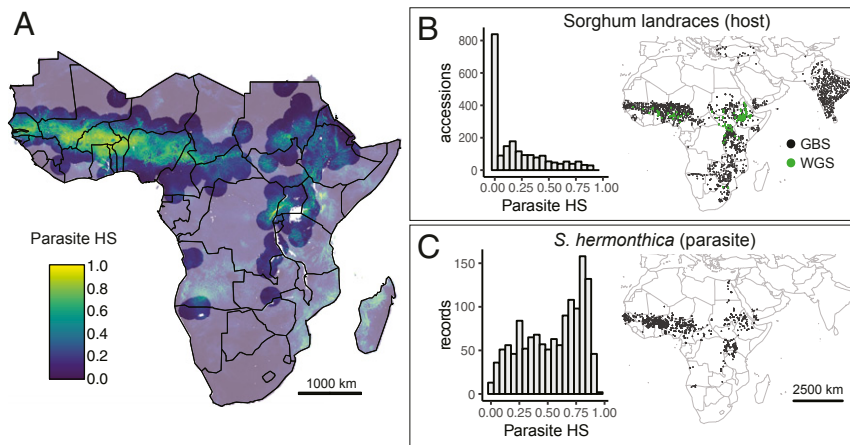 A
Parasite HS
1.0
0.8
0.6
0.4
0.2
0.0
1000 km
B
Sorghum landraces (host)
accessions
800
600
400
200
0
0.00 0.25 0.50 0.75 1.00
Parasite HS
GBS
WGS
C
S. hermonthica (parasite)
records
150
100
50
0
0.00 0.25 0.50 0.75 1.00
Parasite HS
2500 km